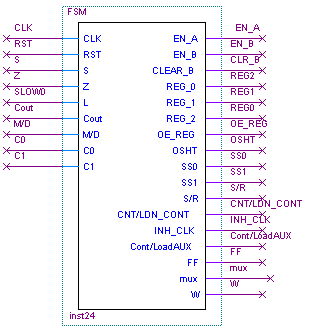 FSM
CLK CLK EN_A EN_A
RST RST EN_B EN_B
S S CLEAR_B CLR_B
Z Z REG_0 REG2
SLOW0 L REG_1 REG1
Cout Cout REG_2 REG0
M/D M/D OE_REG OE_REG
C0 C0 OSHT OSHT
C1 C1 SS0 SS0
SS1 SS1
S/R S/R
CNT/LDN_CONT CNT/LDN_CONT
INH_CLK INH_CLK
Cont/LoadAUX Cont/LoadAUX
FF FF
mux mux
W W
inst24